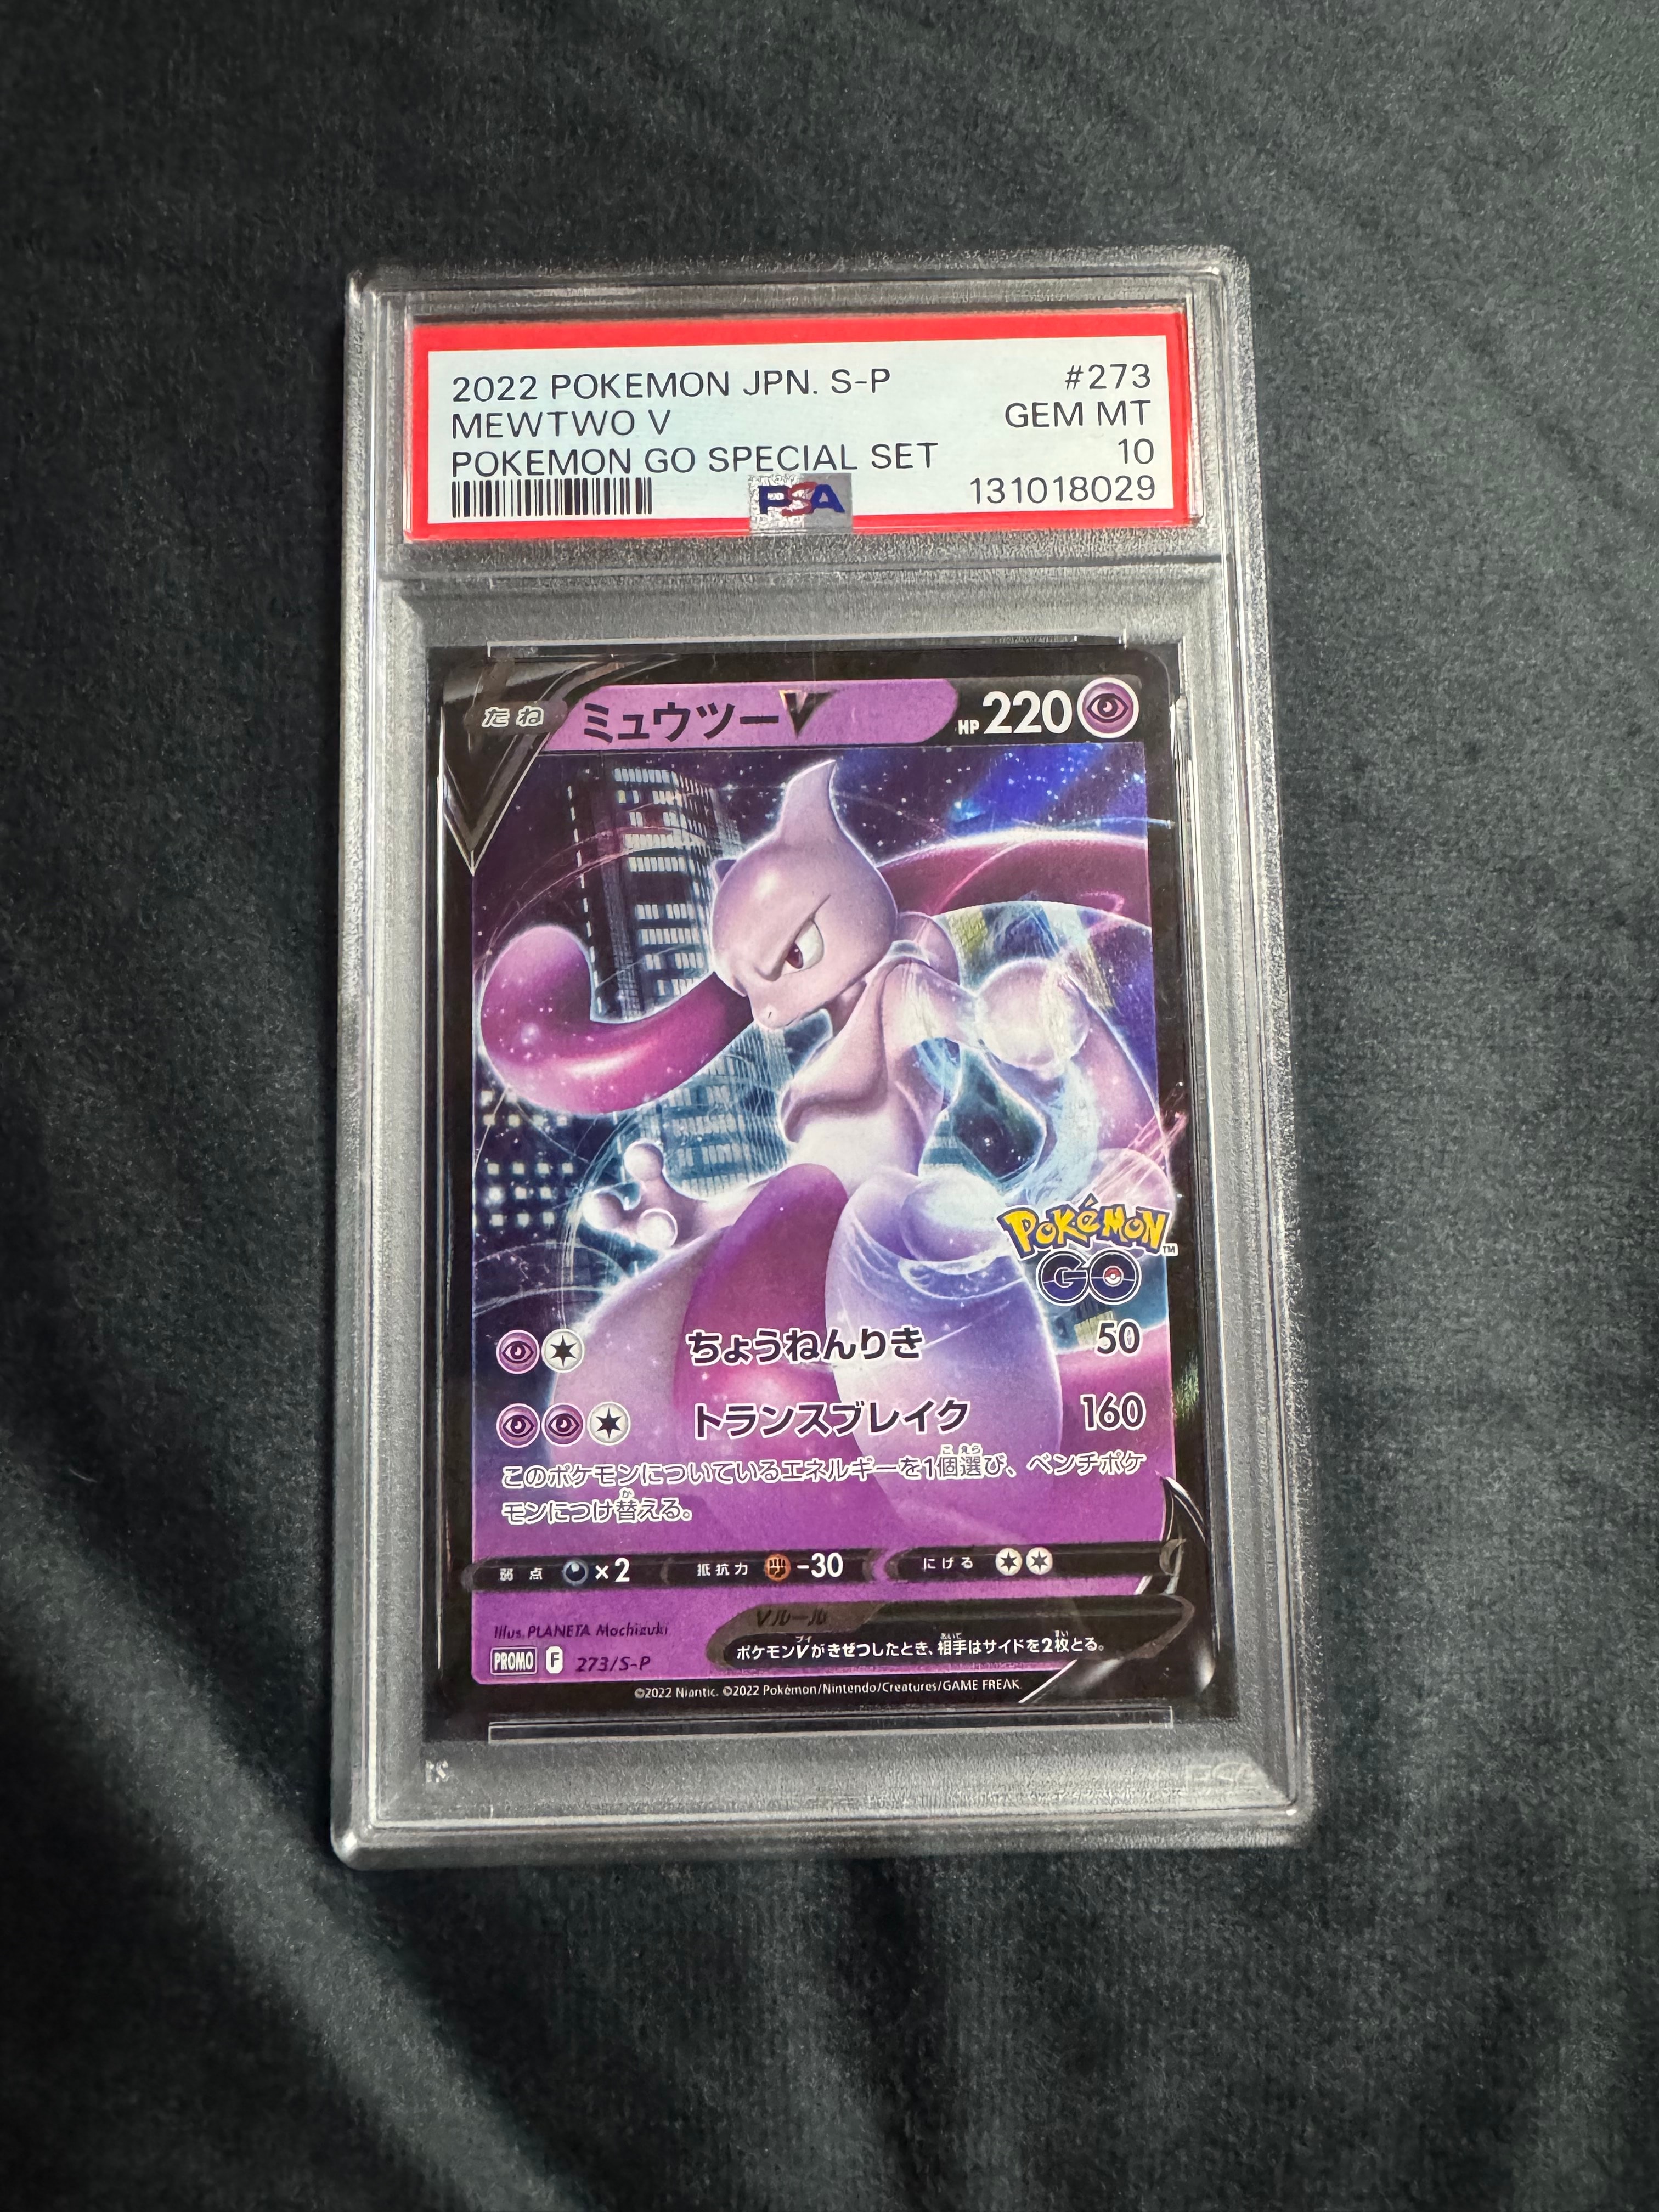 2022 POKEMON JPN. S-P #273
MEWTWO V GEM MT
POKEMON GO SPECIAL SET 10
PSA 131018029
たね ミュウツーV HP 220
POKéMON™
GO
ちょうねんりき 50
トランスブレイク 160
このポケモンについているエネルギーを1個選び、ベンチポケ
モンにつけ替える。
弱点 ×2 抵抗力 -30 にげる
Illus. PLANETA Mochizuki
Vルール
ポケモンVがきぜつしたとき、相手はサイドを2枚とる。
PROMO F 273/S-P
©2022 Niantic. ©2022 Pokémon/Nintendo/Creatures/GAME FREAK